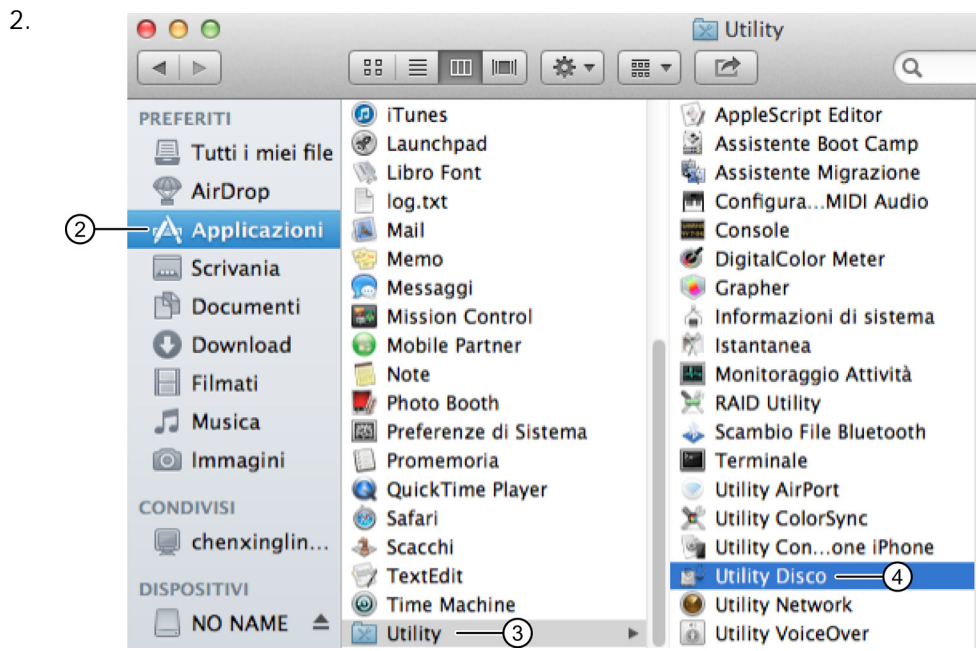 2.
Utility
PREFERITI
Tutti i miei file
AirDrop
2
Applicazioni
Scrivania
Documenti
Download
Filmati
Musica
Immagini
CONDIVISI
chenxinglin...
DISPOSITIVI
NO NAME
iTunes
Launchpad
Libro Font
log.txt
Mail
Memo
Messaggi
Mission Control
Mobile Partner
Note
Photo Booth
Preferenze di Sistema
Promemoria
QuickTime Player
Safari
Scacchi
TextEdit
Time Machine
Utility
3
AppleScript Editor
Assistente Boot Camp
Assistente Migrazione
Configura...MIDI Audio
Console
DigitalColor Meter
Grapher
Informazioni di sistema
Istantanea
Monitoraggio Attività
RAID Utility
Scambio File Bluetooth
Terminale
Utility AirPort
Utility ColorSync
Utility Con...one iPhone
Utility Disco
4
Utility Network
Utility VoiceOver